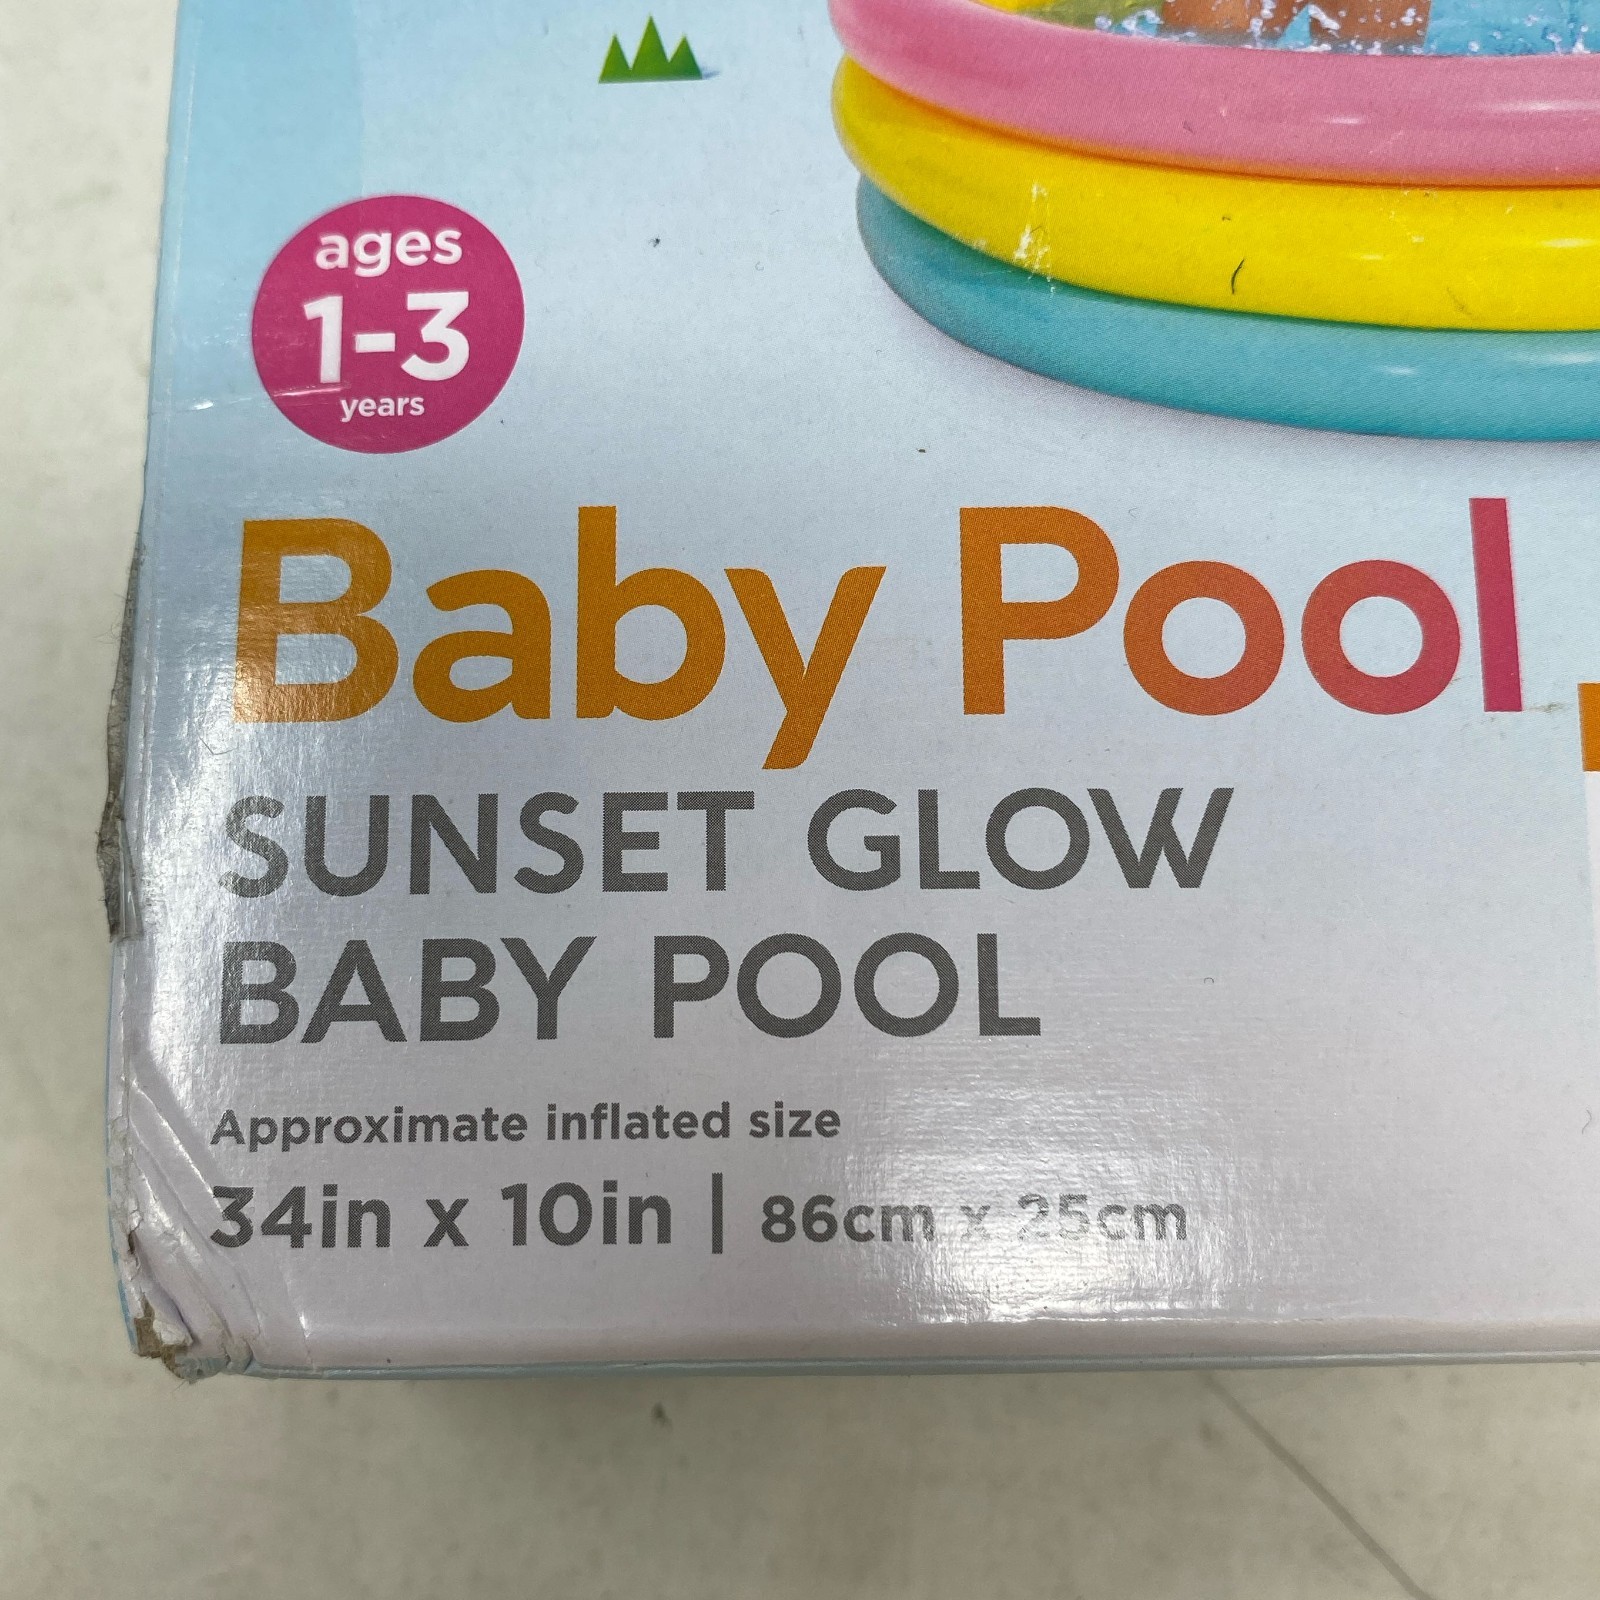 ages
1-3
years
Baby Pool
SUNSET GLOW
BABY POOL
Approximate inflated size
34in x 10in | 86cm x 25cm